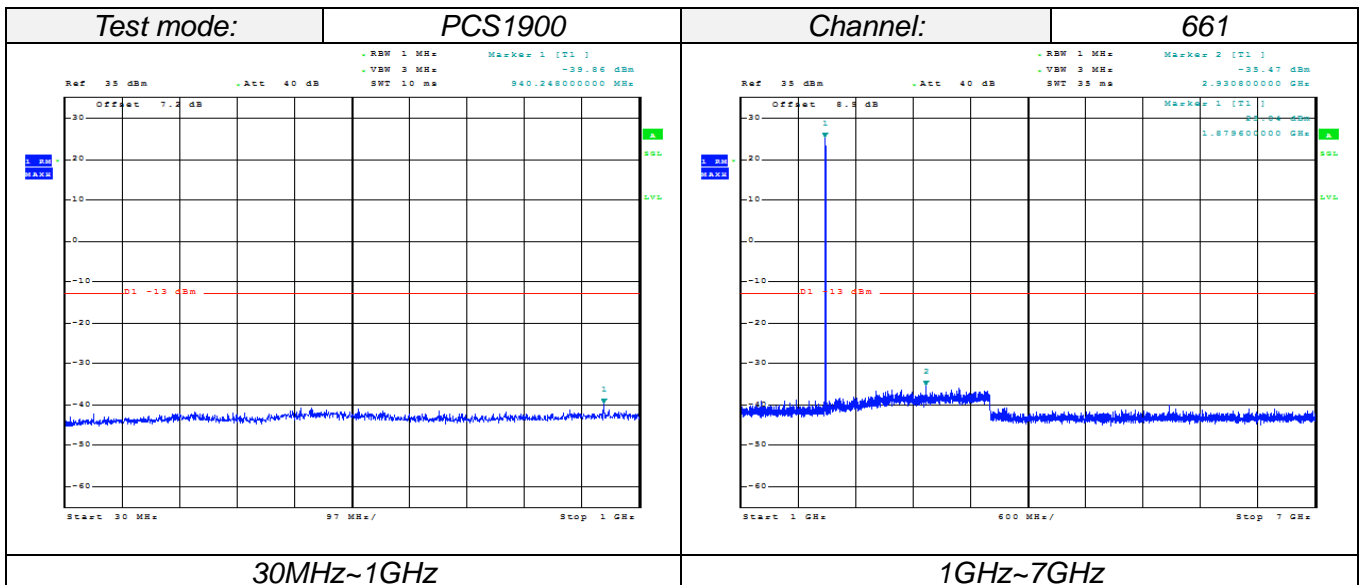 Test mode: PCS1900 Channel: 661
RBW 1 MHz Marker 1 [T1 ]
VBW 3 MHz -39.86 dBm
Ref 35 dBm Att 40 dB SWT 10 ms 940.248000000 MHz
Offset 7.2 dB
30
A
1 RM
20
SGL
MAXH
10
LVL
0
-10
D1 -13 dBm
-20
-30
1
-40
-50
-60
Start 30 MHz 97 MHz/ Stop 1 GHz
RBW 1 MHz Marker 2 [T1 ]
VBW 3 MHz -35.47 dBm
Ref 35 dBm Att 40 dB SWT 35 ms 2.930800000 GHz
Offset 8.9 dB Marker 1 [T1 ]
30
1
dBm
1.879600000 GHz
A
1 RM
20
SGL
MAXH
10
LVL
0
-10
D1 -13 dBm
-20
-30
2
-40
-50
-60
Start 1 GHz 600 MHz/ Stop 7 GHz
30MHz~1GHz 1GHz~7GHz